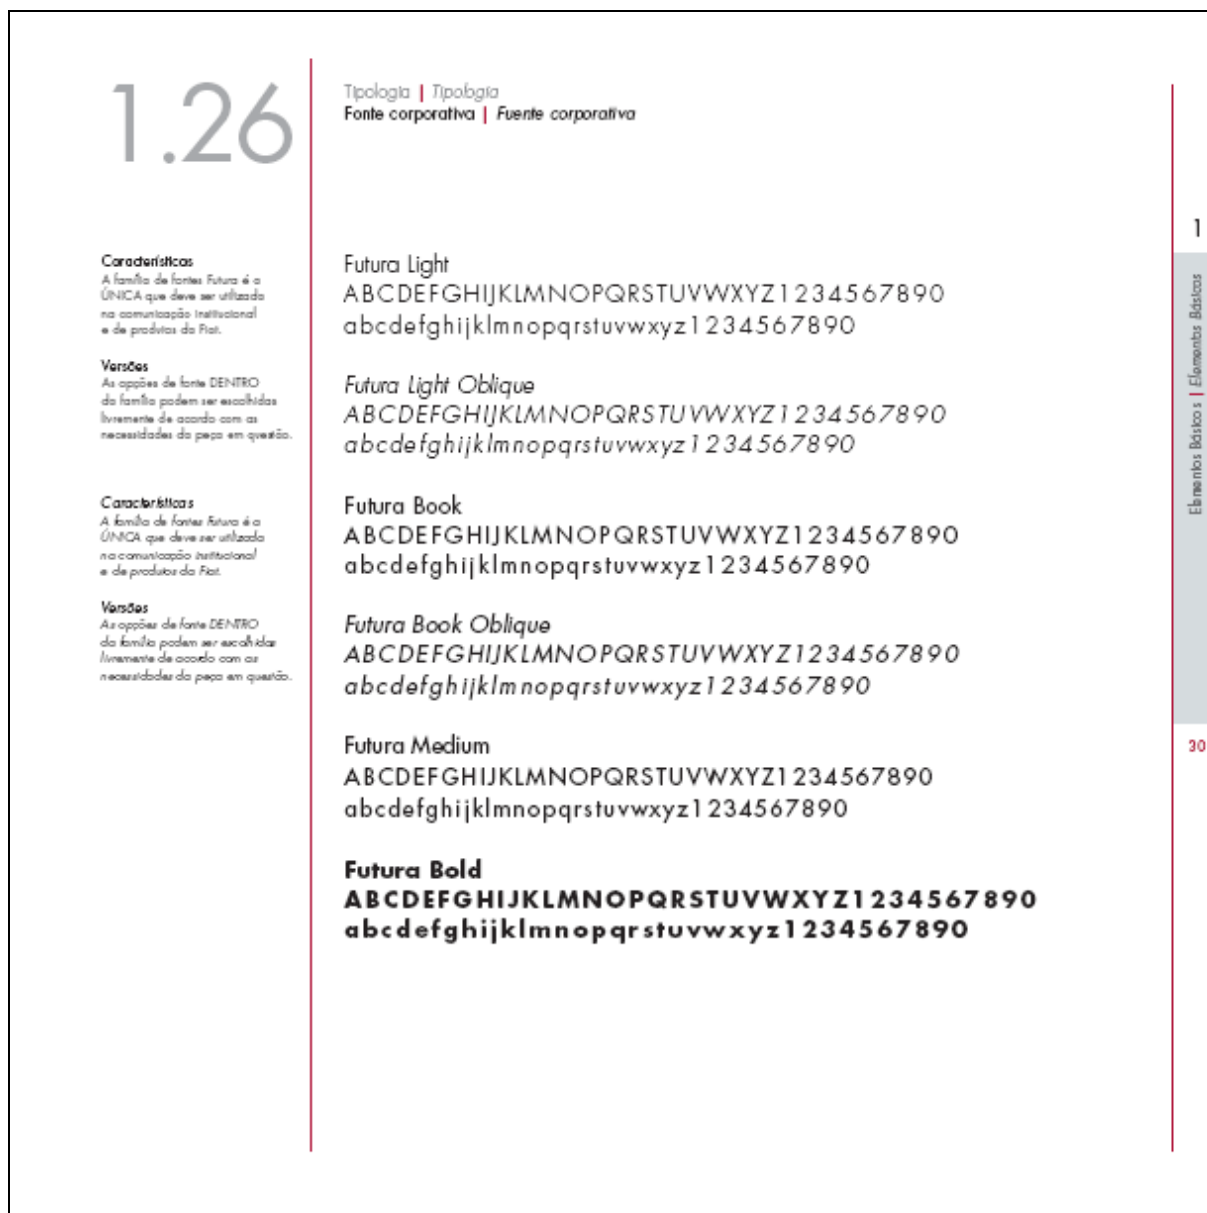 1.26
Tipologia | Tipología
Fonte corporativa | Fuente corporativa
Características
A família de fontes Futura é a
ÚNICA que deve ser utilizada
na comunicação institucional
e de produtos da Fiat.
Versões
As opções de fonte DENTRO
da família podem ser escolhidas
livremente de acordo com as
necessidades da peça em questão.
Características
A família de fontes Futura é a
ÚNICA que deve ser utilizada
na comunicação institucional
e de produtos da Fiat.
Versões
As opções de fonte DENTRO
da família podem ser escolhidas
livremente de acordo com as
necessidades da peça em questão.
Futura Light
ABCDEFGHIJKLMNOPQRSTUVWXYZ1234567890
abcdefghijklmnopqrstuvwxyz1234567890
Futura Light Oblique
ABCDEFGHIJKLMNOPQRSTUVWXYZ1234567890
abcdefghijklmnopqrstuvwxyz1234567890
Futura Book
ABCDEFGHIJKLMNOPQRSTUVWXYZ1234567890
abcdefghijklmnopqrstuvwxyz1234567890
Futura Book Oblique
ABCDEFGHIJKLMNOPQRSTUVWXYZ1234567890
abcdefghijklmnopqrstuvwxyz1234567890
Futura Medium
ABCDEFGHIJKLMNOPQRSTUVWXYZ1234567890
abcdefghijklmnopqrstuvwxyz1234567890
Futura Bold
ABCDEFGHIJKLMNOPQRSTUVWXYZ1234567890
abcdefghijklmnopqrstuvwxyz1234567890
1
Elementos Básicos | Elementos Básicos
30